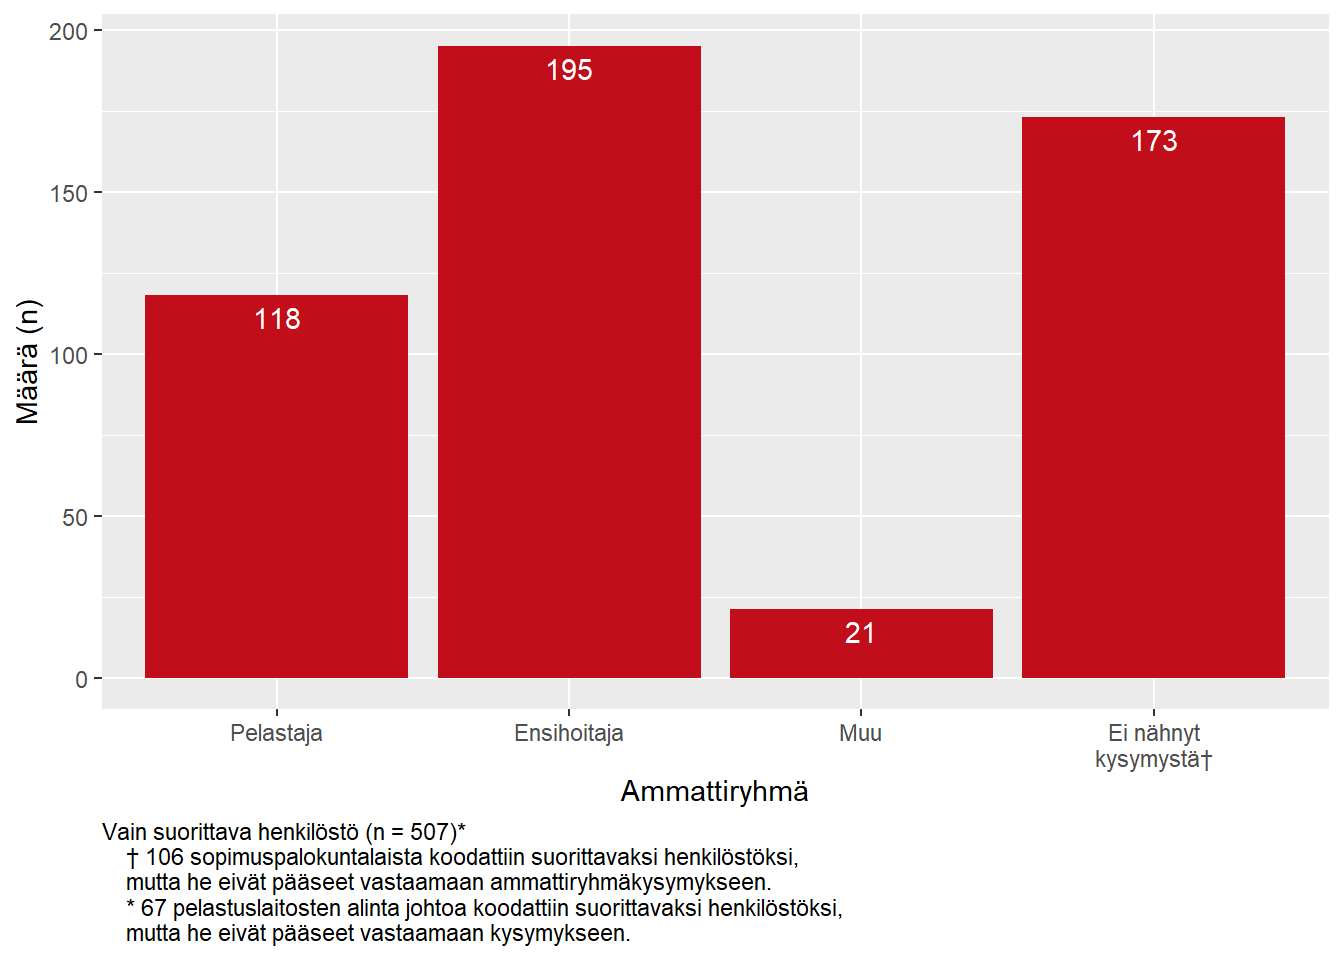 200
195
173
150
118
100
50
21
0
Määrä (n)
Pelastaja
Ensihoitaja
Muu
Ei nähnyt
kysymystä†
Ammattiryhmä
Vain suorittava henkilöstö (n = 507)*
† 106 sopimuspalokuntalaista koodattiin suorittavaksi henkilöstöksi,
mutta he eivät pääseet vastaamaan ammattiryhmäkysymykseen.
* 67 pelastuslaitosten alinta johtoa koodattiin suorittavaksi henkilöstöksi,
mutta he eivät pääseet vastaamaan kysymykseen.